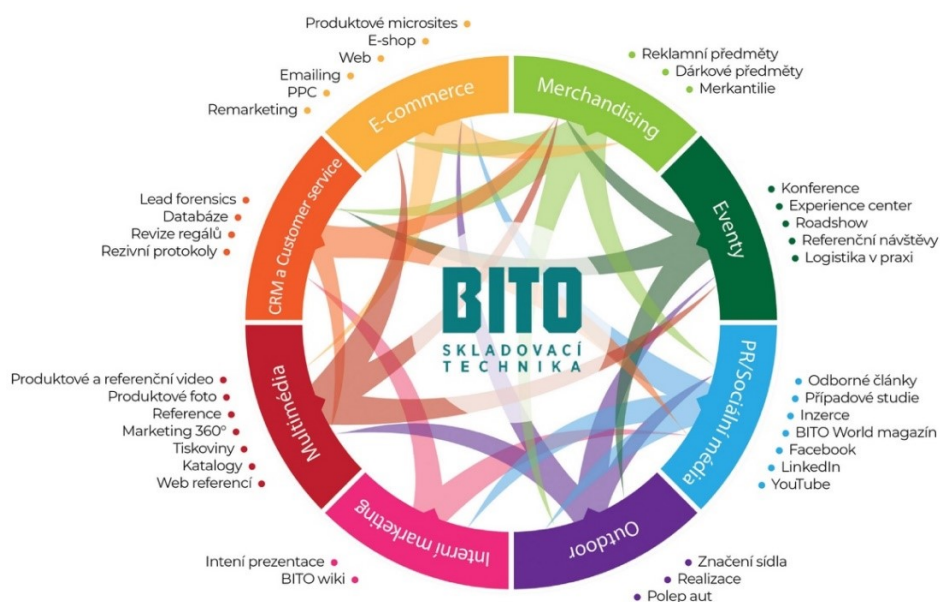 Produktové microsites
E-shop
Web
Emailing
PPC
Remarketing
E-commerce
Merchandising
Reklamní předměty
Dárkové předměty
Merkantilie
Eventy
Konference
Experience center
Roadshow
Referenční návštěvy
Logistika v praxi
PR/Sociální média
Odborné články
Případové studie
Inzerce
BITO World magazín
Facebook
LinkedIn
YouTube
Outdoor
Značení sídla
Realizace
Polep aut
Interní marketing
Intení prezentace
BITO wiki
Multimédia
Produktové a referenční video
Produktové foto
Reference
Marketing 360°
Tiskoviny
Katalogy
Web referencí
CRM a Customer service
Lead forensics
Databáze
Revize regálů
Rezivní protokoly
BITO
SKLADOVACÍ
TECHNIKA